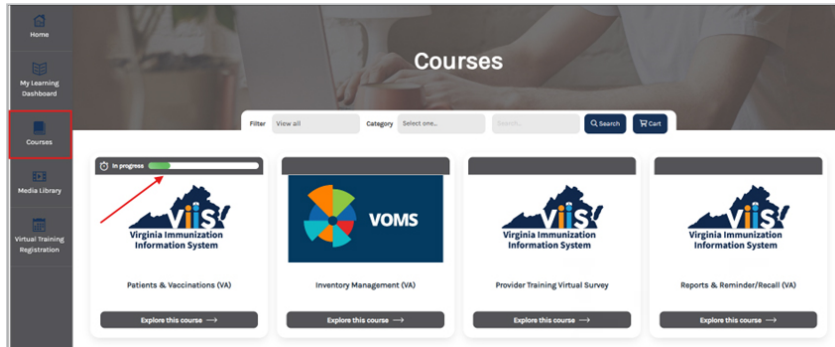 Home
My Learning
Dashboard
Courses
Media Library
Virtual Training
Registration
Courses
Filter View all Category Select one... Search... Search Cart
In progress
ViiS
Virginia Immunization
Information System
Patients & Vaccinations (VA)
Explore this course →
VOMS
Inventory Management (VA)
Explore this course →
ViiS
Virginia Immunization
Information System
Provider Training Virtual Survey
Explore this course →
ViiS
Virginia Immunization
Information System
Reports & Reminder/Recall (VA)
Explore this course →